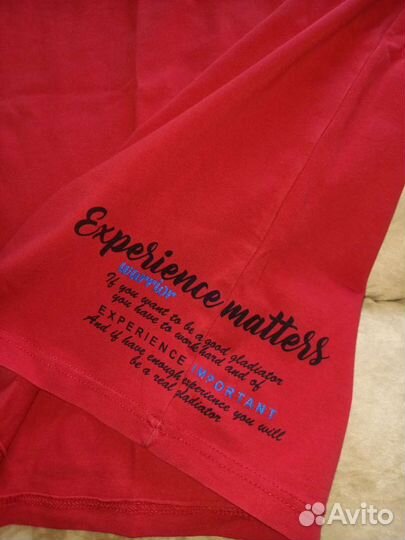 Experience matters
warrior
If you want to be a good gladiator
you have to work hard and of
EXPERIENCE IMPORTANT
And if have enough experience you will
be a real gladiator
Avito